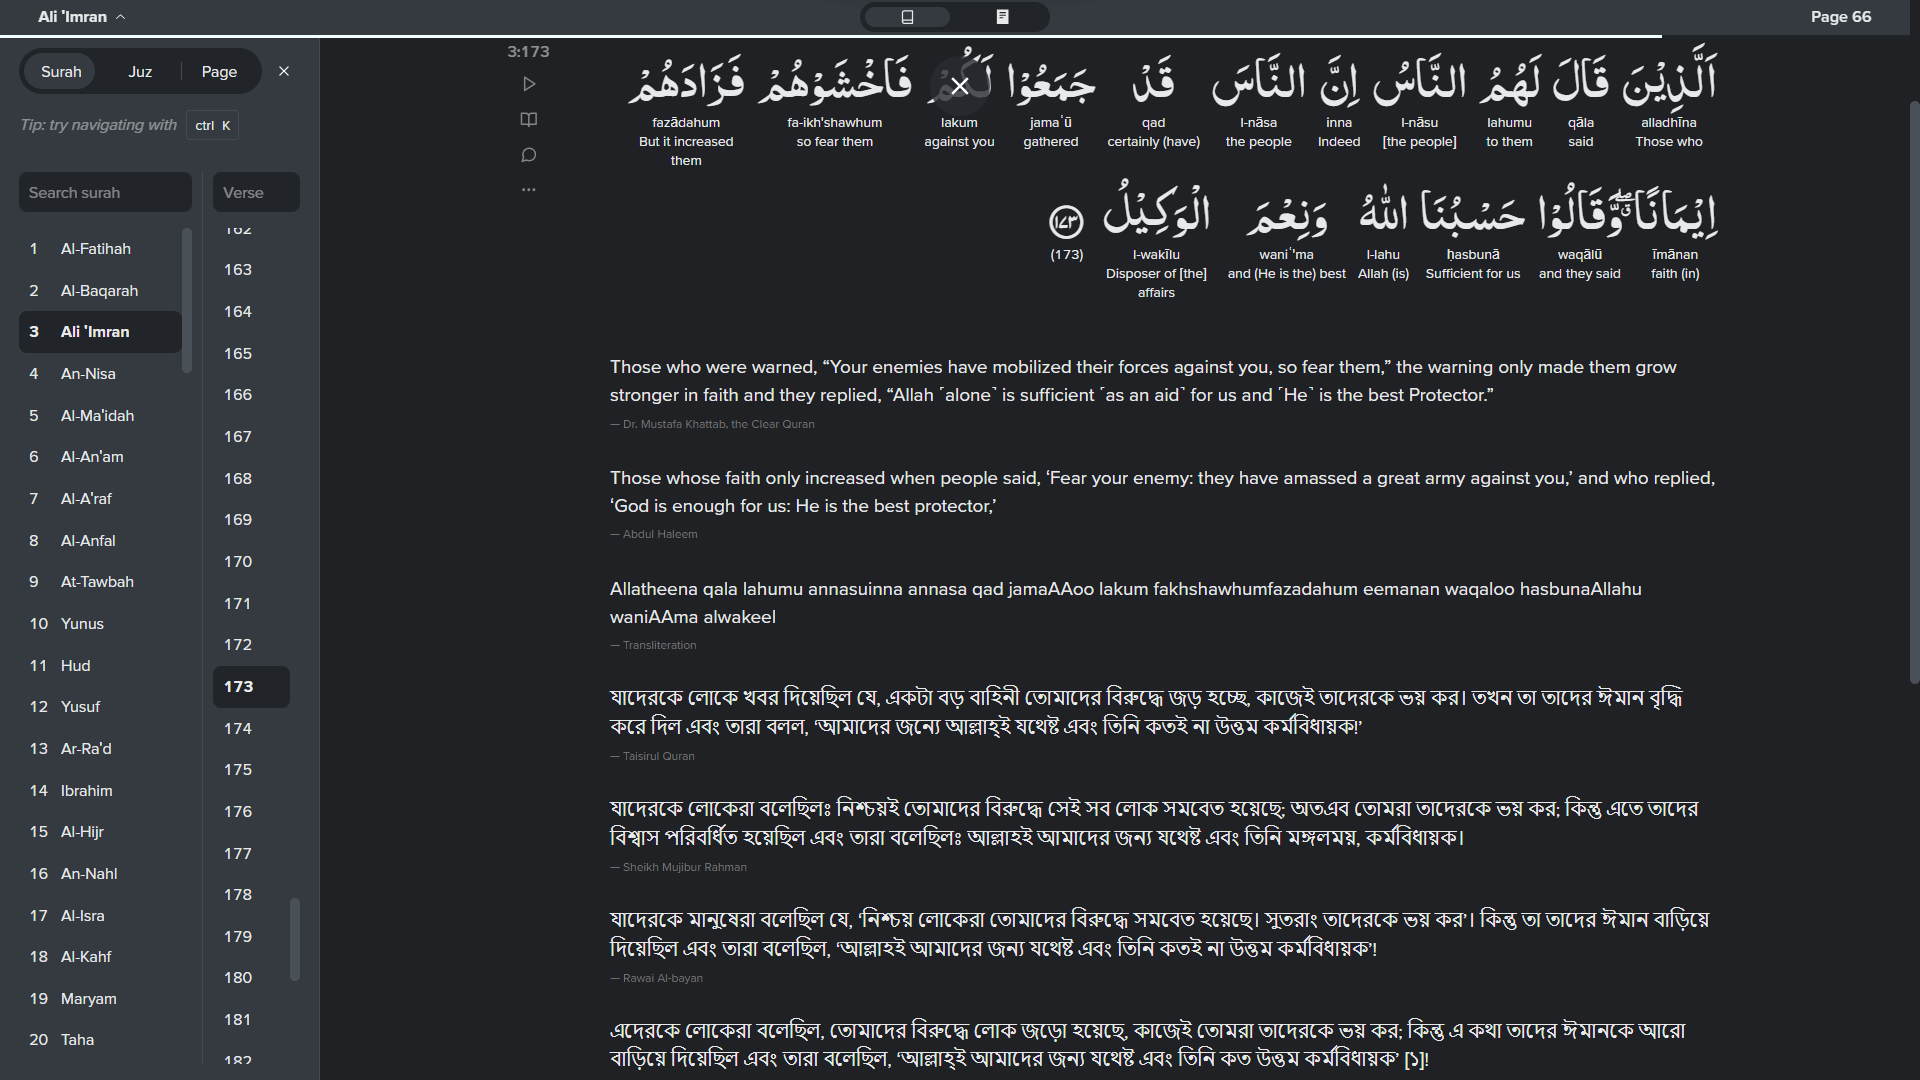 Ali 'Imran
Page 66
Surah
Juz
Page
Tip: try navigating with ctrl K
Search surah
Verse
1 Al-Fatihah
2 Al-Baqarah
3 Ali 'Imran
4 An-Nisa
5 Al-Ma'idah
6 Al-An'am
7 Al-A'raf
8 Al-Anfal
9 At-Tawbah
10 Yunus
11 Hud
12 Yusuf
13 Ar-Ra'd
14 Ibrahim
15 Al-Hijr
16 An-Nahl
17 Al-Isra
18 Al-Kahf
19 Maryam
20 Taha
162
163
164
165
166
167
168
169
170
171
172
173
174
175
176
177
178
179
180
181
182
3:173
اَلَّذِيْنَ قَالَ لَهُمُ النَّاسُ اِنَّ النَّاسَ قَدْ جَمَعُوْا لَكُمْ فَاخْشَوْهُمْ فَزَادَهُمْ
fazādahum fa-ikh'shawhum lakum jamaʿū qad l-nāsa inna l-nāsu lahumu qāla alladhīna
But it increased them so fear them against you gathered certainly (have) the people Indeed [the people] to them said Those who
اِيْمَانًا ۖۗ وَّقَالُوْا حَسْبُنَا اللّٰهُ وَنِعْمَ الْوَكِيْلُ ١٧٣
(173) l-wakīlu waniʿ'ma l-lahu ḥasbunā waqālū īmānan
Disposer of [the] affairs and (He is the) best Allah (is) Sufficient for us and they said faith (in)
Those who were warned, “Your enemies have mobilized their forces against you, so fear them,” the warning only made them grow
stronger in faith and they replied, “Allah ˹alone˺ is sufficient ˹as an aid˺ for us and ˹He˺ is the best Protector.”
— Dr. Mustafa Khattab, the Clear Quran
Those whose faith only increased when people said, ‘Fear your enemy: they have amassed a great army against you,’ and who replied,
‘God is enough for us: He is the best protector,’
— Abdul Haleem
Allatheena qala lahumu annasuinna annasa qad jamaAAoo lakum fakhshawhumfazadahum eemanan waqaloo hasbunaAllahu
waniAAma alwakeel
— Transliteration
যাদেরকে লোকে খবর দিয়েছিল যে, একটা বড় বাহিনী তোমাদের বিরুদ্ধে জড় হচ্ছে, কাজেই তাদেরকে ভয় কর। তখন তা তাদের ঈমান বৃদ্ধি
করে দিল এবং তারা বলল, ‘আমাদের জন্যে আল্লাহ্ই যথেষ্ট এবং তিনি কতই না উত্তম কর্মবিধায়ক!’
— Taisirul Quran
যাদেরকে লোকেরা বলেছিলঃ নিশ্চয়ই তোমাদের বিরুদ্ধে সেই সব লোক সমবেত হয়েছে; অতএব তোমরা তাদেরকে ভয় কর; কিন্তু এতে তাদের
বিশ্বাস পরিবর্ধিত হয়েছিল এবং তারা বলেছিলঃ আল্লাহই আমাদের জন্য যথেষ্ট এবং তিনি মঙ্গলময়, কর্মবিধায়ক।
— Sheikh Mujibur Rahman
যাদেরকে মানুষেরা বলেছিল যে, ‘নিশ্চয় লোকেরা তোমাদের বিরুদ্ধে সমবেত হয়েছে। সুতরাং তাদেরকে ভয় কর’। কিন্তু তা তাদের ঈমান বাড়িয়ে
দিয়েছিল এবং তারা বলেছিল, ‘আল্লাহই আমাদের জন্য যথেষ্ট এবং তিনি কতই না উত্তম কর্মবিধায়ক’!
— Rawai Al-bayan
এদেরকে লোকেরা বলেছিল, তোমাদের বিরুদ্ধে লোক জড়ো হয়েছে, কাজেই তোমরা তাদেরকে ভয় কর; কিন্তু এ কথা তাদের ঈমানকে আরো
বাড়িয়ে দিয়েছিল এবং তারা বলেছিল, ‘আল্লাহ্ই আমাদের জন্য যথেষ্ট এবং তিনি কত উত্তম কর্মবিধায়ক’ [১]!